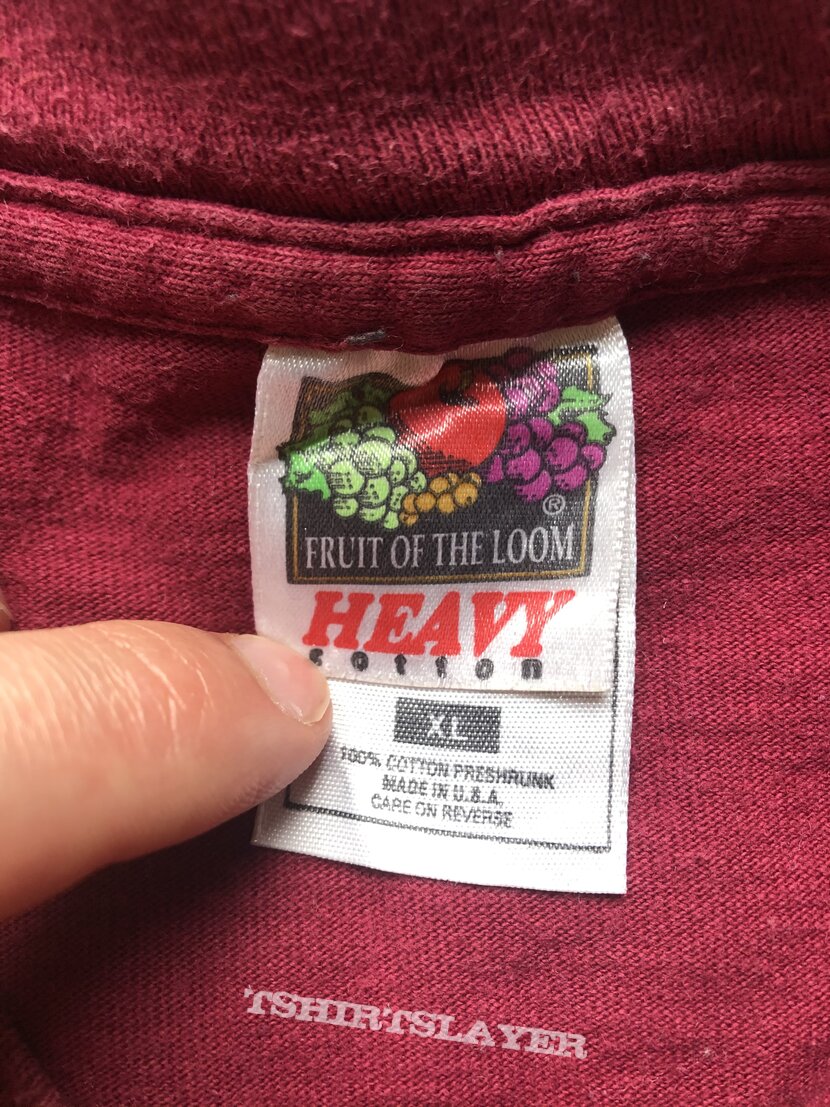 ®
FRUIT OF THE LOOM
HEAVY
cotton
XL
100% COTTON PRESHRUNK
MADE IN U.S.A.
CARE ON REVERSE
TSHIRTSLAYER